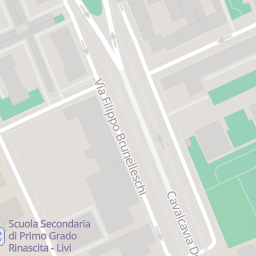 Via Filippo Brunelleschi
Cavalcavia D
Scuola Secondaria
di Primo Grado
Rinascita - Livi